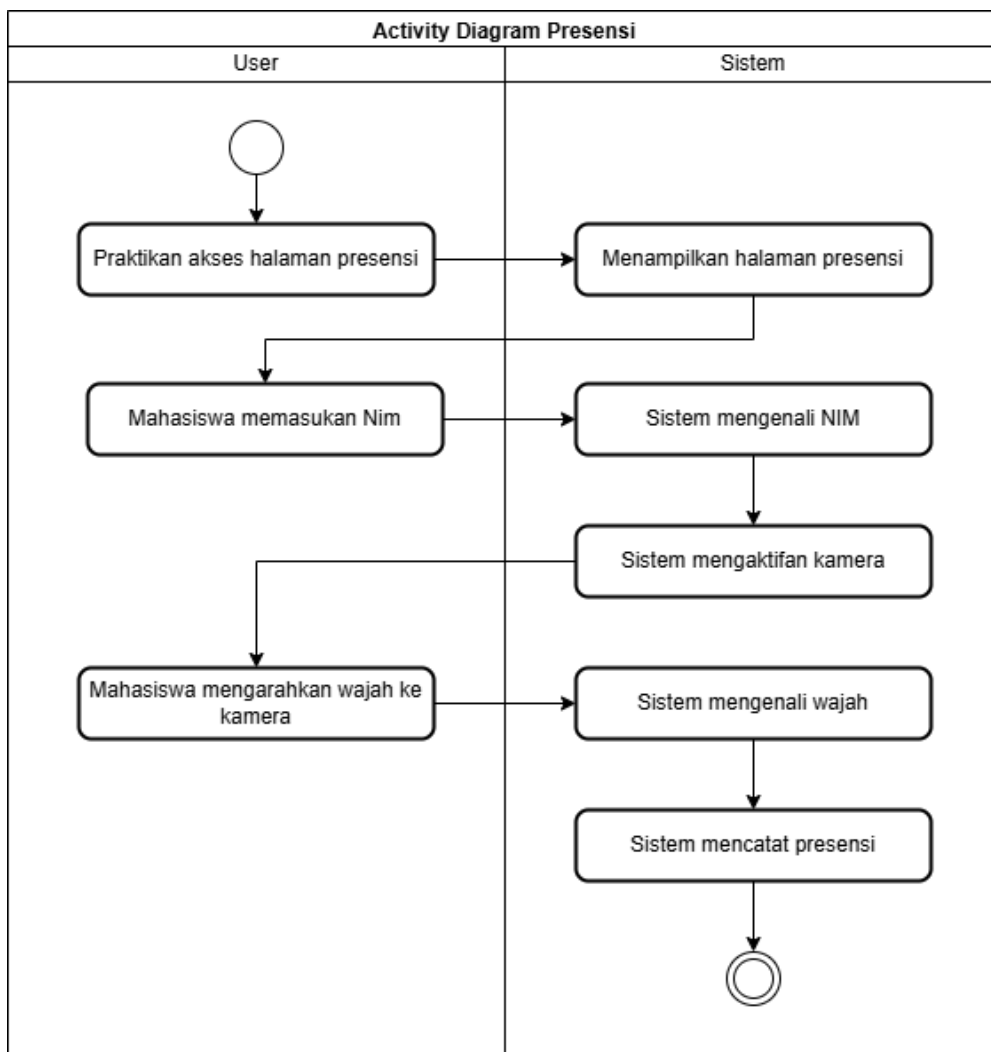 Activity Diagram Presensi
User
Sistem
Praktikan akses halaman presensi
Menampilkan halaman presensi
Mahasiswa memasukan Nim
Sistem mengenali NIM
Sistem mengaktifan kamera
Mahasiswa mengarahkan wajah ke
kamera
Sistem mengenali wajah
Sistem mencatat presensi